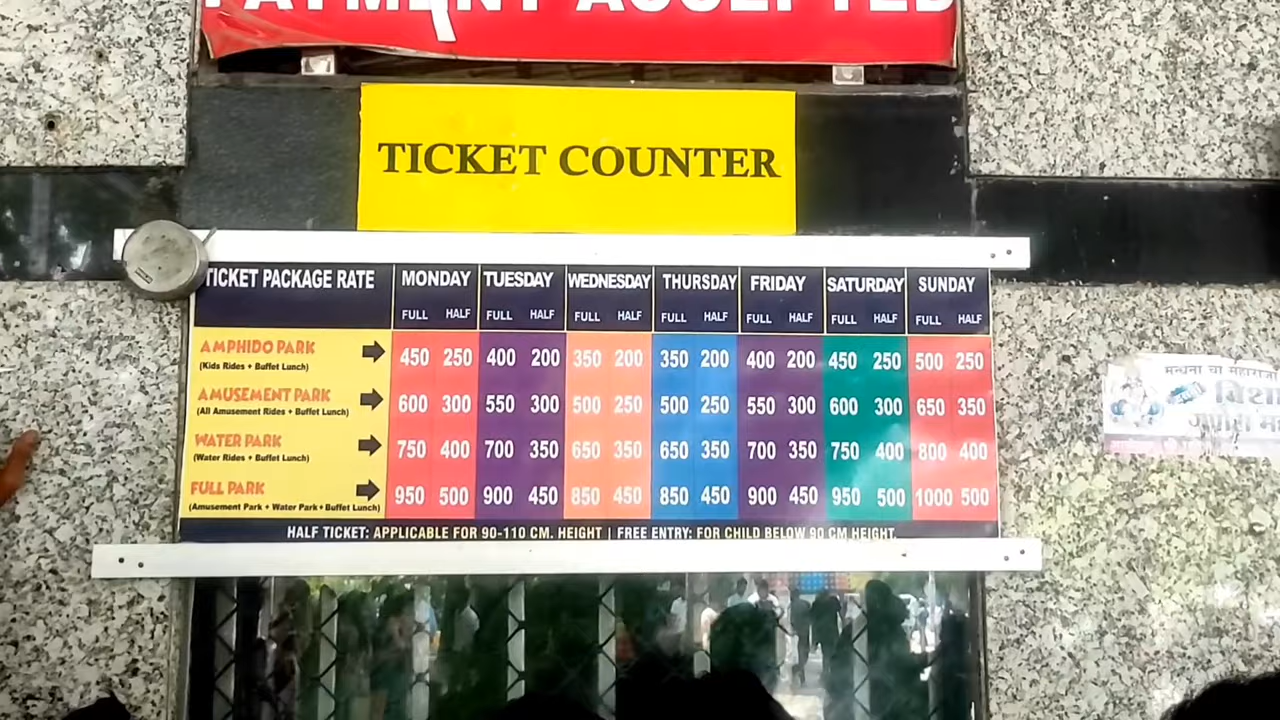 PAYMENT ACCEPTED
TICKET COUNTER
TICKET PACKAGE RATE MONDAY TUESDAY WEDNESDAY THURSDAY FRIDAY SATURDAY SUNDAY
FULL HALF FULL HALF FULL HALF FULL HALF FULL HALF FULL HALF FULL HALF
AMPHIDO PARK 450 250 400 200 350 200 350 200 400 200 450 250 500 250
(Kids Rides + Buffet Lunch)
AMUSEMENT PARK 600 300 550 300 500 250 500 250 550 300 600 300 650 350
(All Amusement Rides + Buffet Lunch)
WATER PARK 750 400 700 350 650 350 650 350 700 350 750 400 800 400
(Water Rides + Buffet Lunch)
FULL PARK 950 500 900 450 850 450 850 450 900 450 950 500 1000 500
(Amusement Park + Water Park + Buffet Lunch)
HALF TICKET: APPLICABLE FOR 90-110 CM. HEIGHT | FREE ENTRY: FOR CHILD BELOW 90 CM HEIGHT.
चा महाराजा